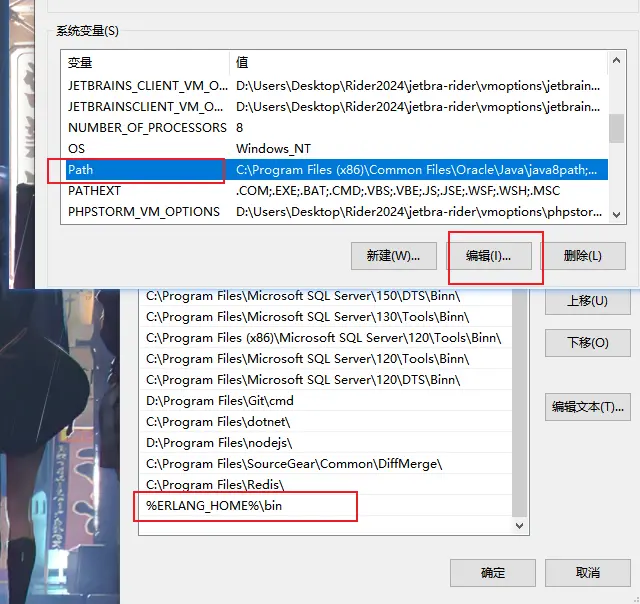 系统变量(S)
变量 值
JETBRAINS_CLIENT_VM_O... D:\Users\Desktop\Rider2024\jetbra-rider\vmoptions\jetbrain...
JETBRAINSCLIENT_VM_O... D:\Users\Desktop\Rider2024\jetbra-rider\vmoptions\jetbrain...
NUMBER_OF_PROCESSORS 8
OS Windows_NT
Path C:\Program Files (x86)\Common Files\Oracle\Java\java8path;...
PATHEXT .COM;.EXE;.BAT;.CMD;.VBS;.VBE;.JS;.JSE;.WSF;.WSH;.MSC
PHPSTORM_VM_OPTIONS D:\Users\Desktop\Rider2024\jetbra-rider\vmoptions\phpstor...
新建(W)... 编辑(I)... 删除(L)
C:\Program Files\Microsoft SQL Server\150\DTS\Binn\
上移(U)
C:\Program Files\Microsoft SQL Server\130\Tools\Binn\
C:\Program Files (x86)\Microsoft SQL Server\120\Tools\Binn\
下移(O)
C:\Program Files\Microsoft SQL Server\120\Tools\Binn\
C:\Program Files\Microsoft SQL Server\120\DTS\Binn\
D:\Program Files\Git\cmd
编辑文本(T)...
C:\Program Files\dotnet\
D:\Program Files\nodejs\
C:\Program Files\SourceGear\Common\DiffMerge\
C:\Program Files\Redis\
%ERLANG_HOME%\bin
确定 取消